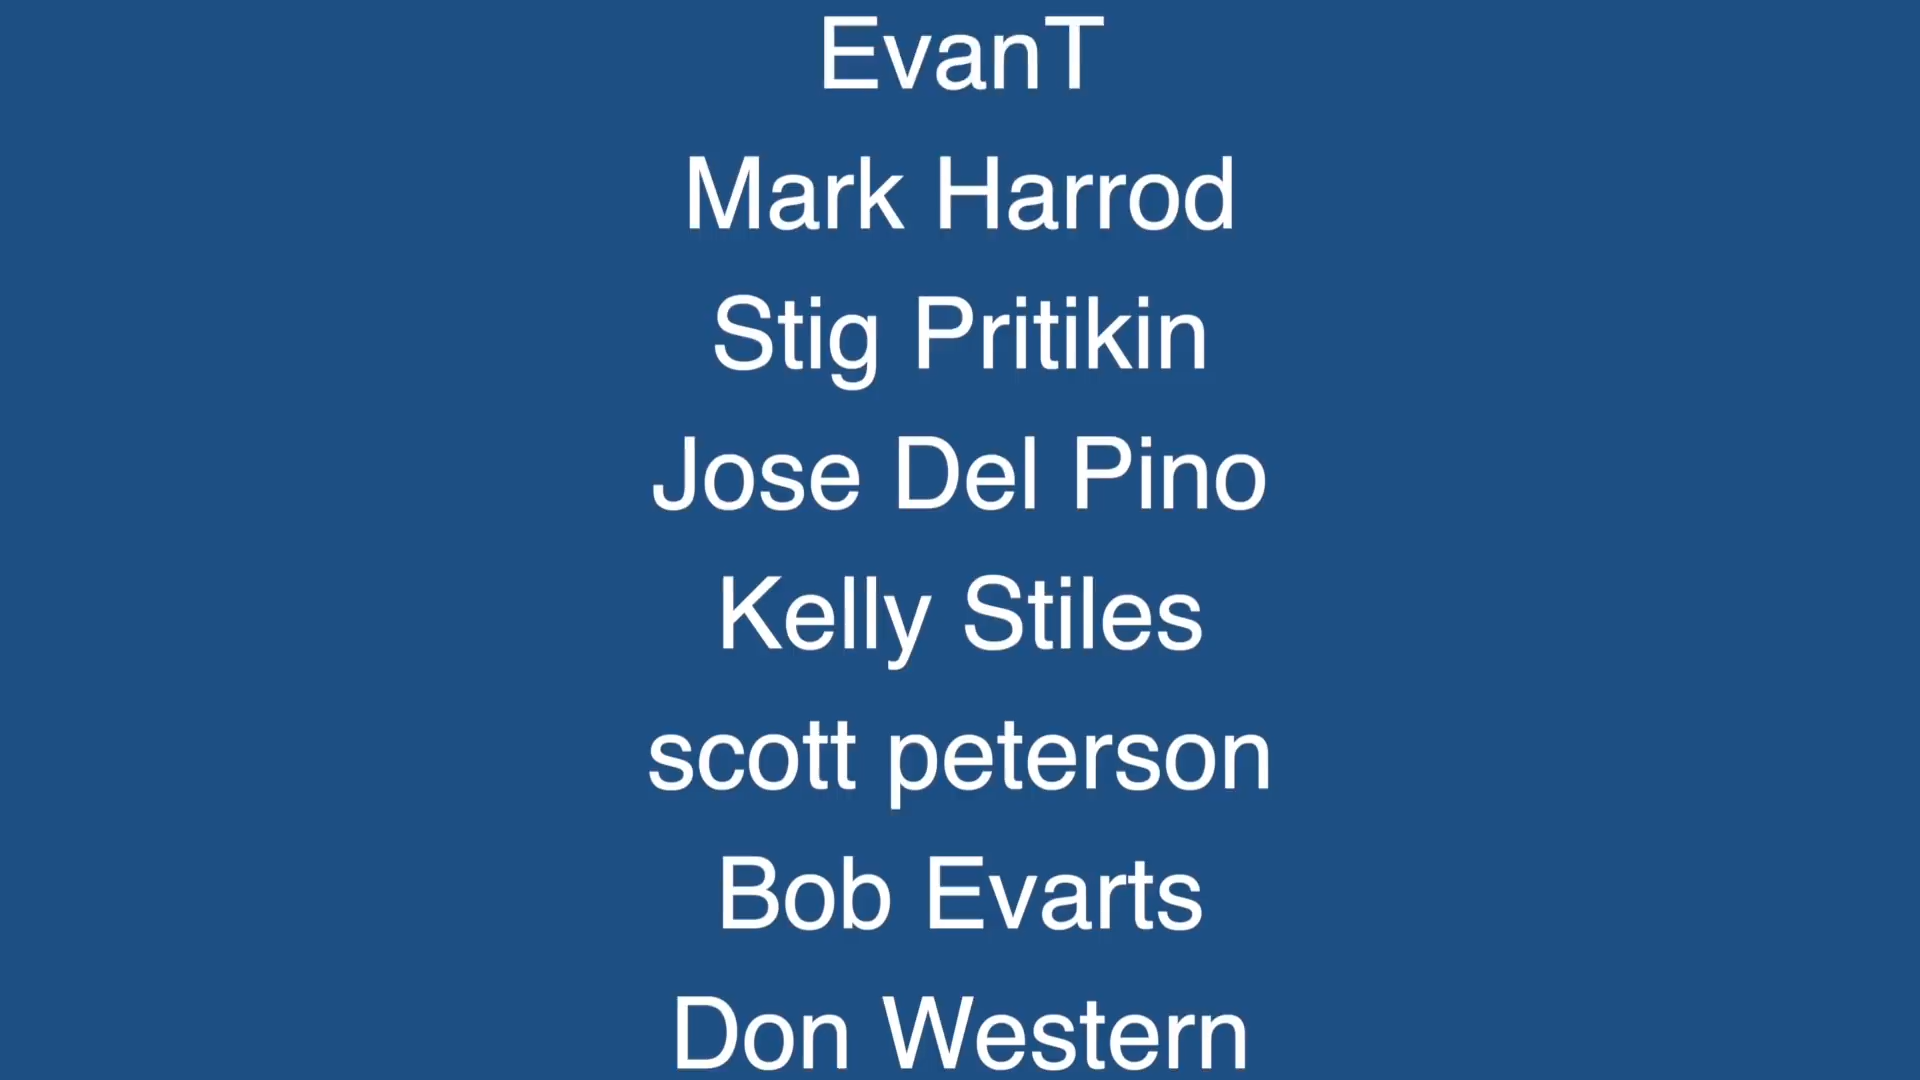 EvanT
Mark Harrod
Stig Pritikin
Jose Del Pino
Kelly Stiles
scott peterson
Bob Evarts
Don Western